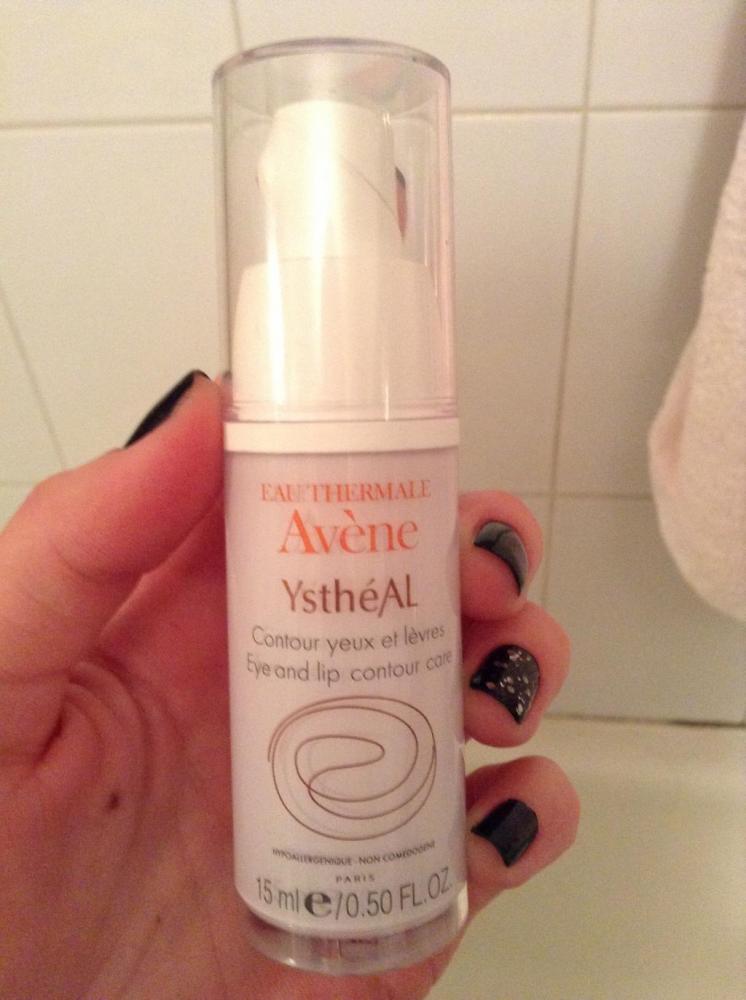 EAU THERMALE
Avène
YsthéAL
Contour yeux et lèvres
Eye and lip contour care
HYPOALLERGENIQUE - NON COMEDOGENE
PARIS
15 ml e/0.50 FL.OZ.